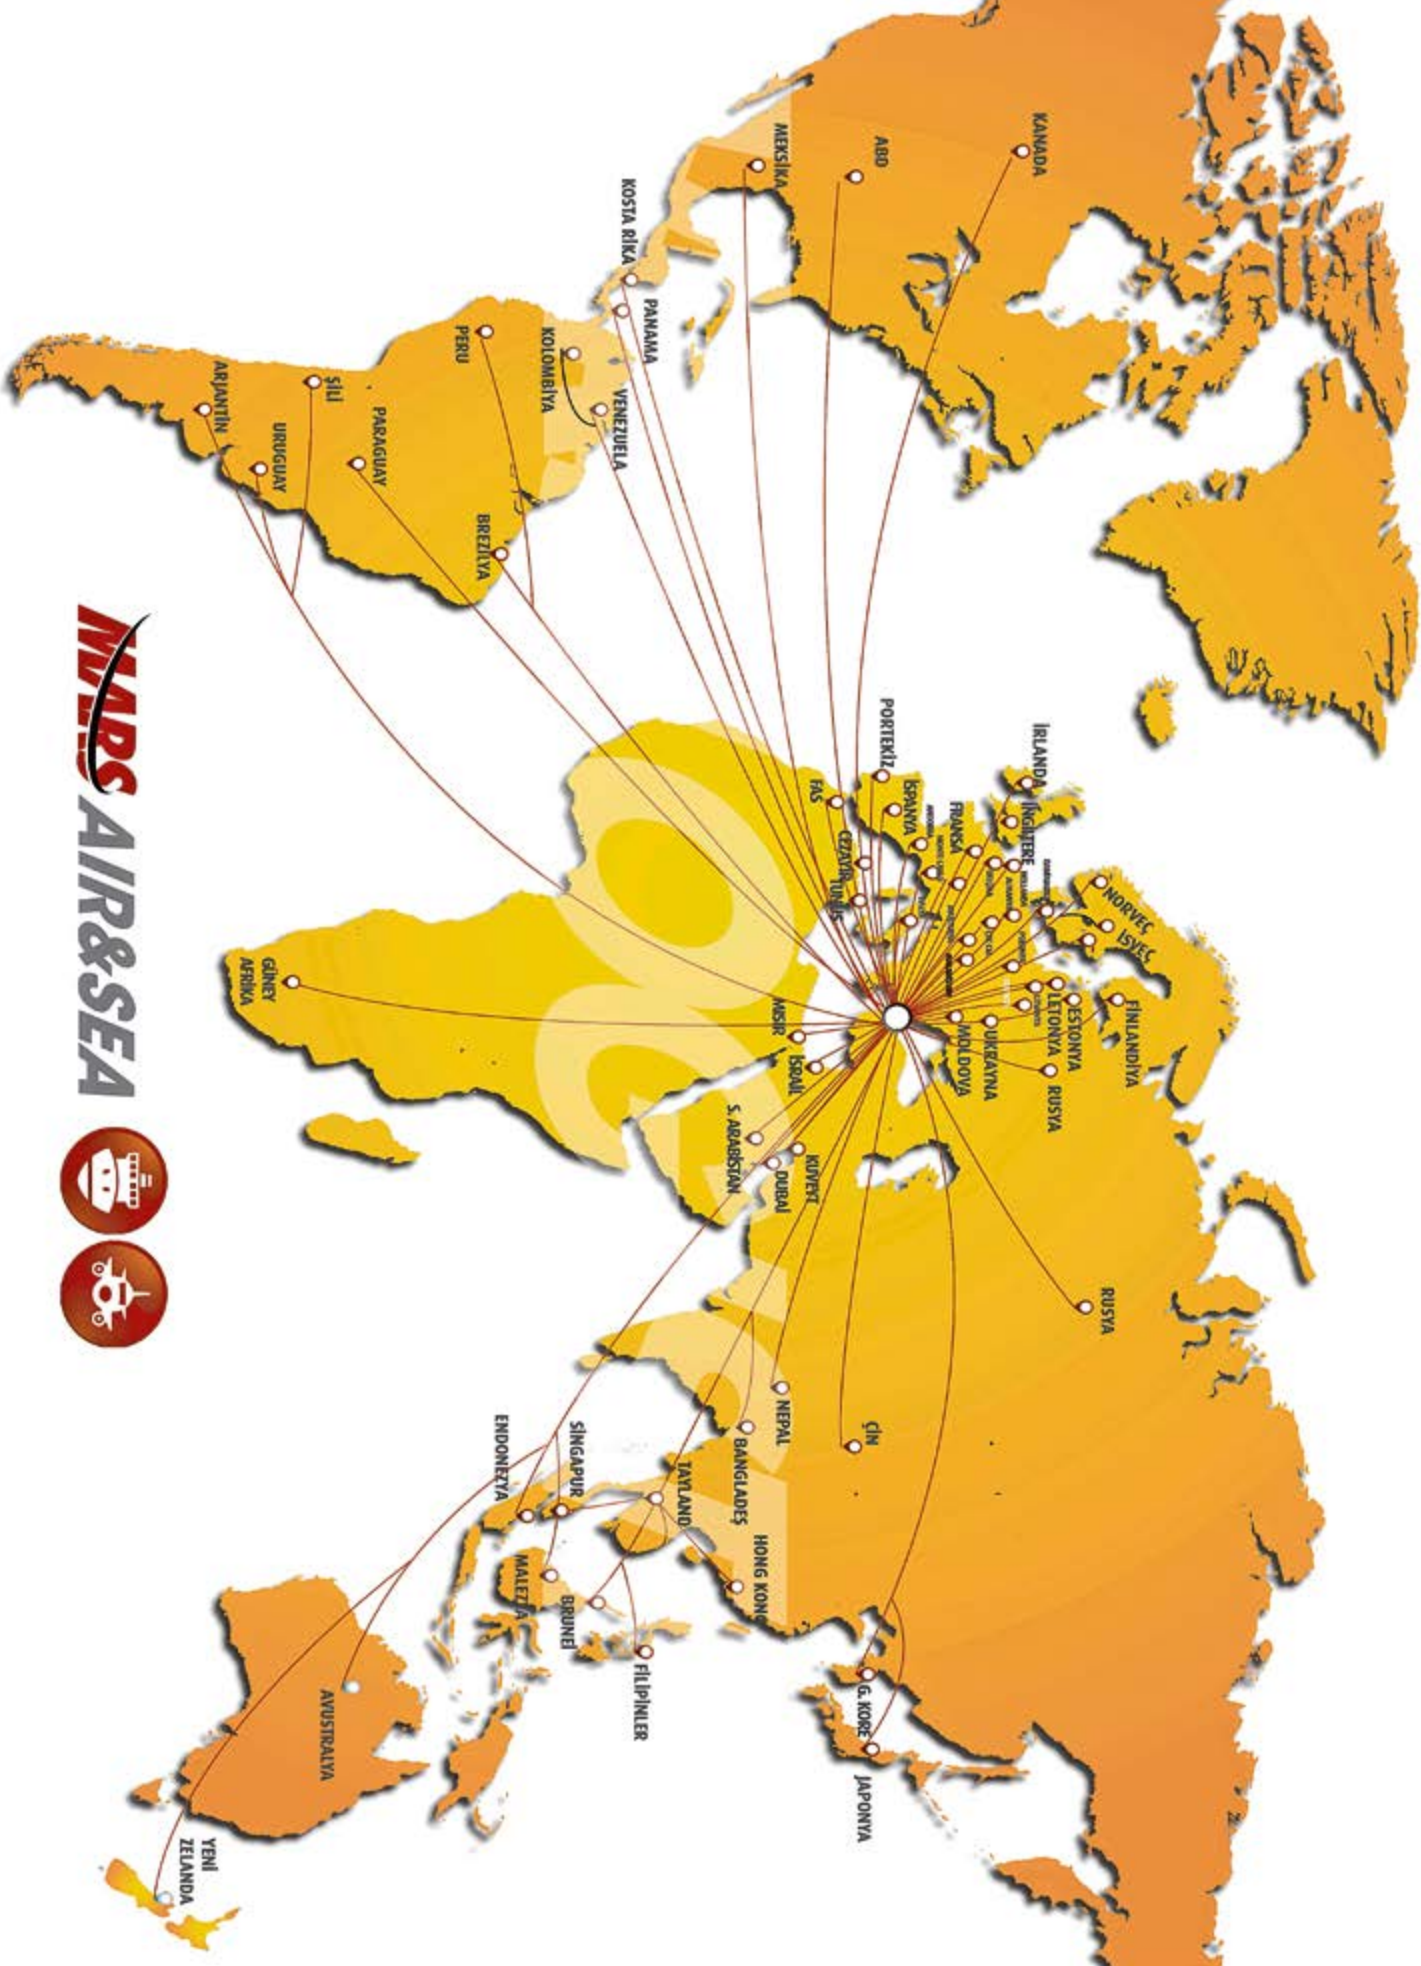 KANADA
ABD
MEKSİKA
KOSTA RİKA
PANAMA
VENEZUELA
KOLOMBİYA
PERU
BREZİLYA
PARAGUAY
ŞİLİ
URUGUAY
ARJANTİN
İRLANDA
İNGİLTERE
NORVEÇ
İSVEÇ
FİNLANDİYA
ESTONYA
LETONYA
RUSYA
UKRAYNA
MOLDOVA
FRANSA
İSPANYA
PORTEKİZ
FAS
CEZAYİR
TUNUS
MISIR
İSRAİL
S. ARABİSTAN
KUVEYT
DUBAİ
GÜNEY
AFRİKA
RUSYA
ÇİN
NEPAL
BANGLADEŞ
TAYLAND
HONG KONG
SİNGAPUR
ENDONEZYA
MALEZYA
BRUNEİ
FİLİPİNLER
G. KORE
JAPONYA
AVUSTRALYA
YENİ
ZELANDA
MARS AIR&SEA